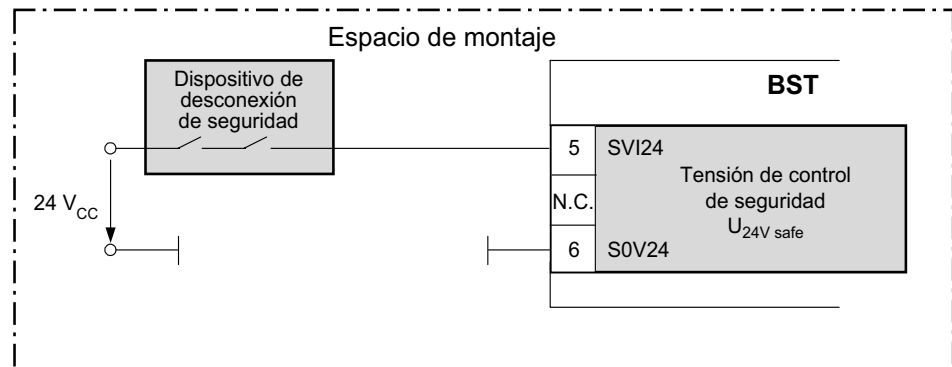 Espacio de montaje
Dispositivo de
desconexión
de seguridad
BST
24 VCC
5 SVI24
N.C.
6 S0V24
Tensión de control
de seguridad
U24V safe